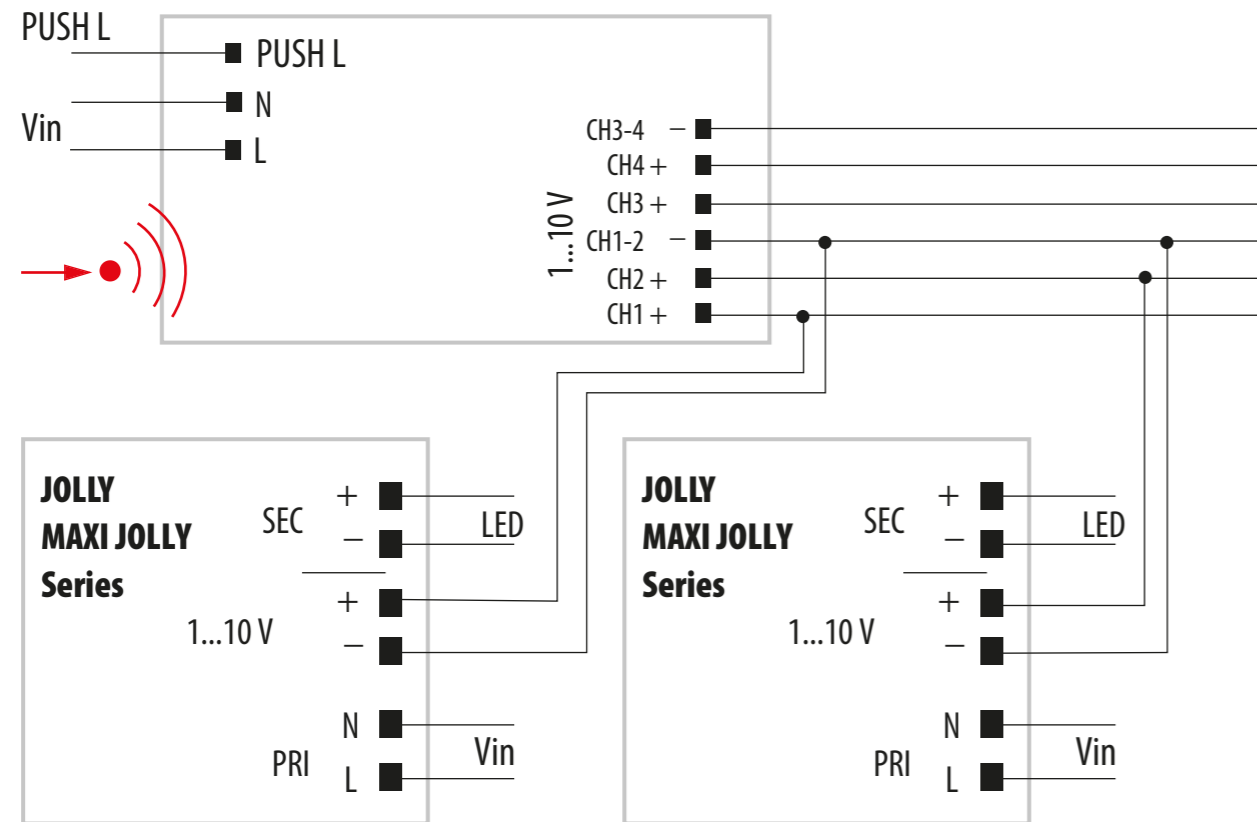 PUSH L
PUSH L
N
Vin
L
CH3-4 –
CH4 +
CH3 +
1...10 V
CH1-2 –
CH2 +
CH1 +
JOLLY
MAXI JOLLY
Series
SEC
+
–
LED
1...10 V
+
–
PRI
N
L
Vin
JOLLY
MAXI JOLLY
Series
SEC
+
–
LED
1...10 V
+
–
PRI
N
L
Vin